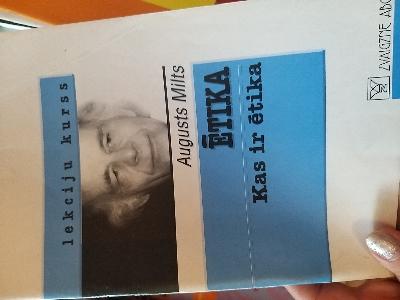 lekciju kurss
Augusts Milts
ĒTIKA
Kas ir ētika
ZVAIGZNE ABC